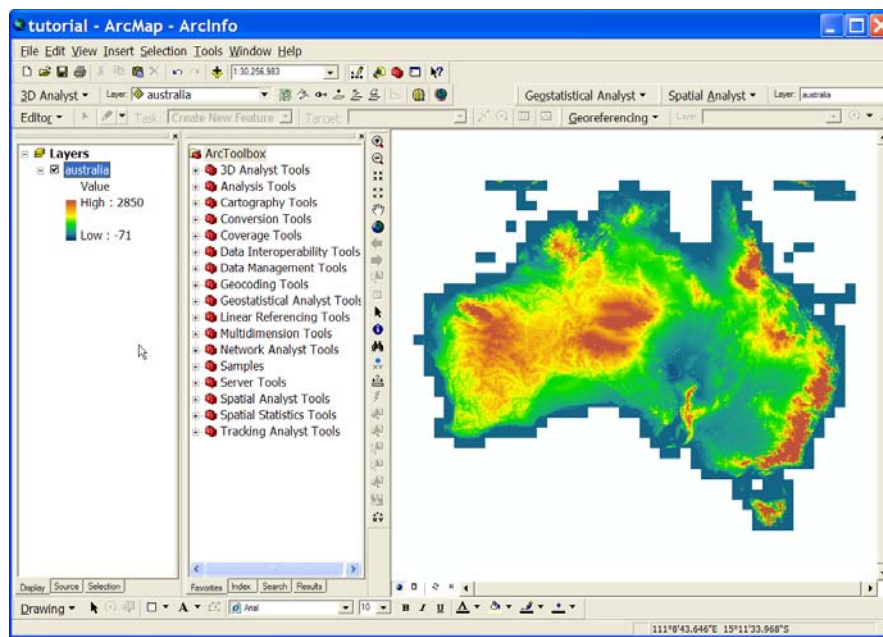 tutorial - ArcMap - ArcInfo
File Edit View Insert Selection Tools Window Help
1:30,256,983
3D Analyst Layer: australia Geostatistical Analyst Spatial Analyst Layer: australia
Editor Task: Create New Feature Target: Georeferencing Layer:
Layers
australia
Value
High : 2850
Low : -71
ArcToolbox
3D Analyst Tools
Analysis Tools
Cartography Tools
Conversion Tools
Coverage Tools
Data Interoperability Tools
Data Management Tools
Geocoding Tools
Geostatistical Analyst Tools
Linear Referencing Tools
Multidimension Tools
Network Analyst Tools
Samples
Server Tools
Spatial Analyst Tools
Spatial Statistics Tools
Tracking Analyst Tools
Display Source Selection
Favorites Index Search Results
Drawing A Arial 10 B I U A
111°8'43.646"E 15°11'33.968"S